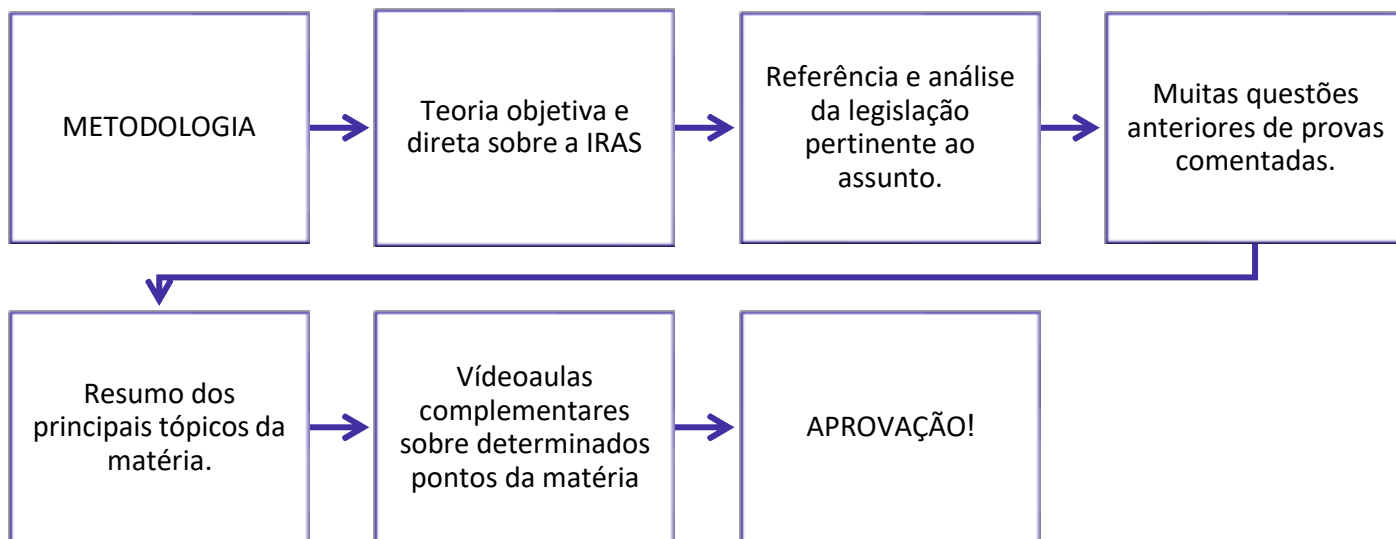 METODOLOGIA
Teoria objetiva e
direta sobre a IRAS
Referência e análise
da legislação
pertinente ao
assunto.
Muitas questões
anteriores de provas
comentadas.
Resumo dos
principais tópicos da
matéria.
Vídeoaulas
complementares
sobre determinados
pontos da matéria
APROVAÇÃO!